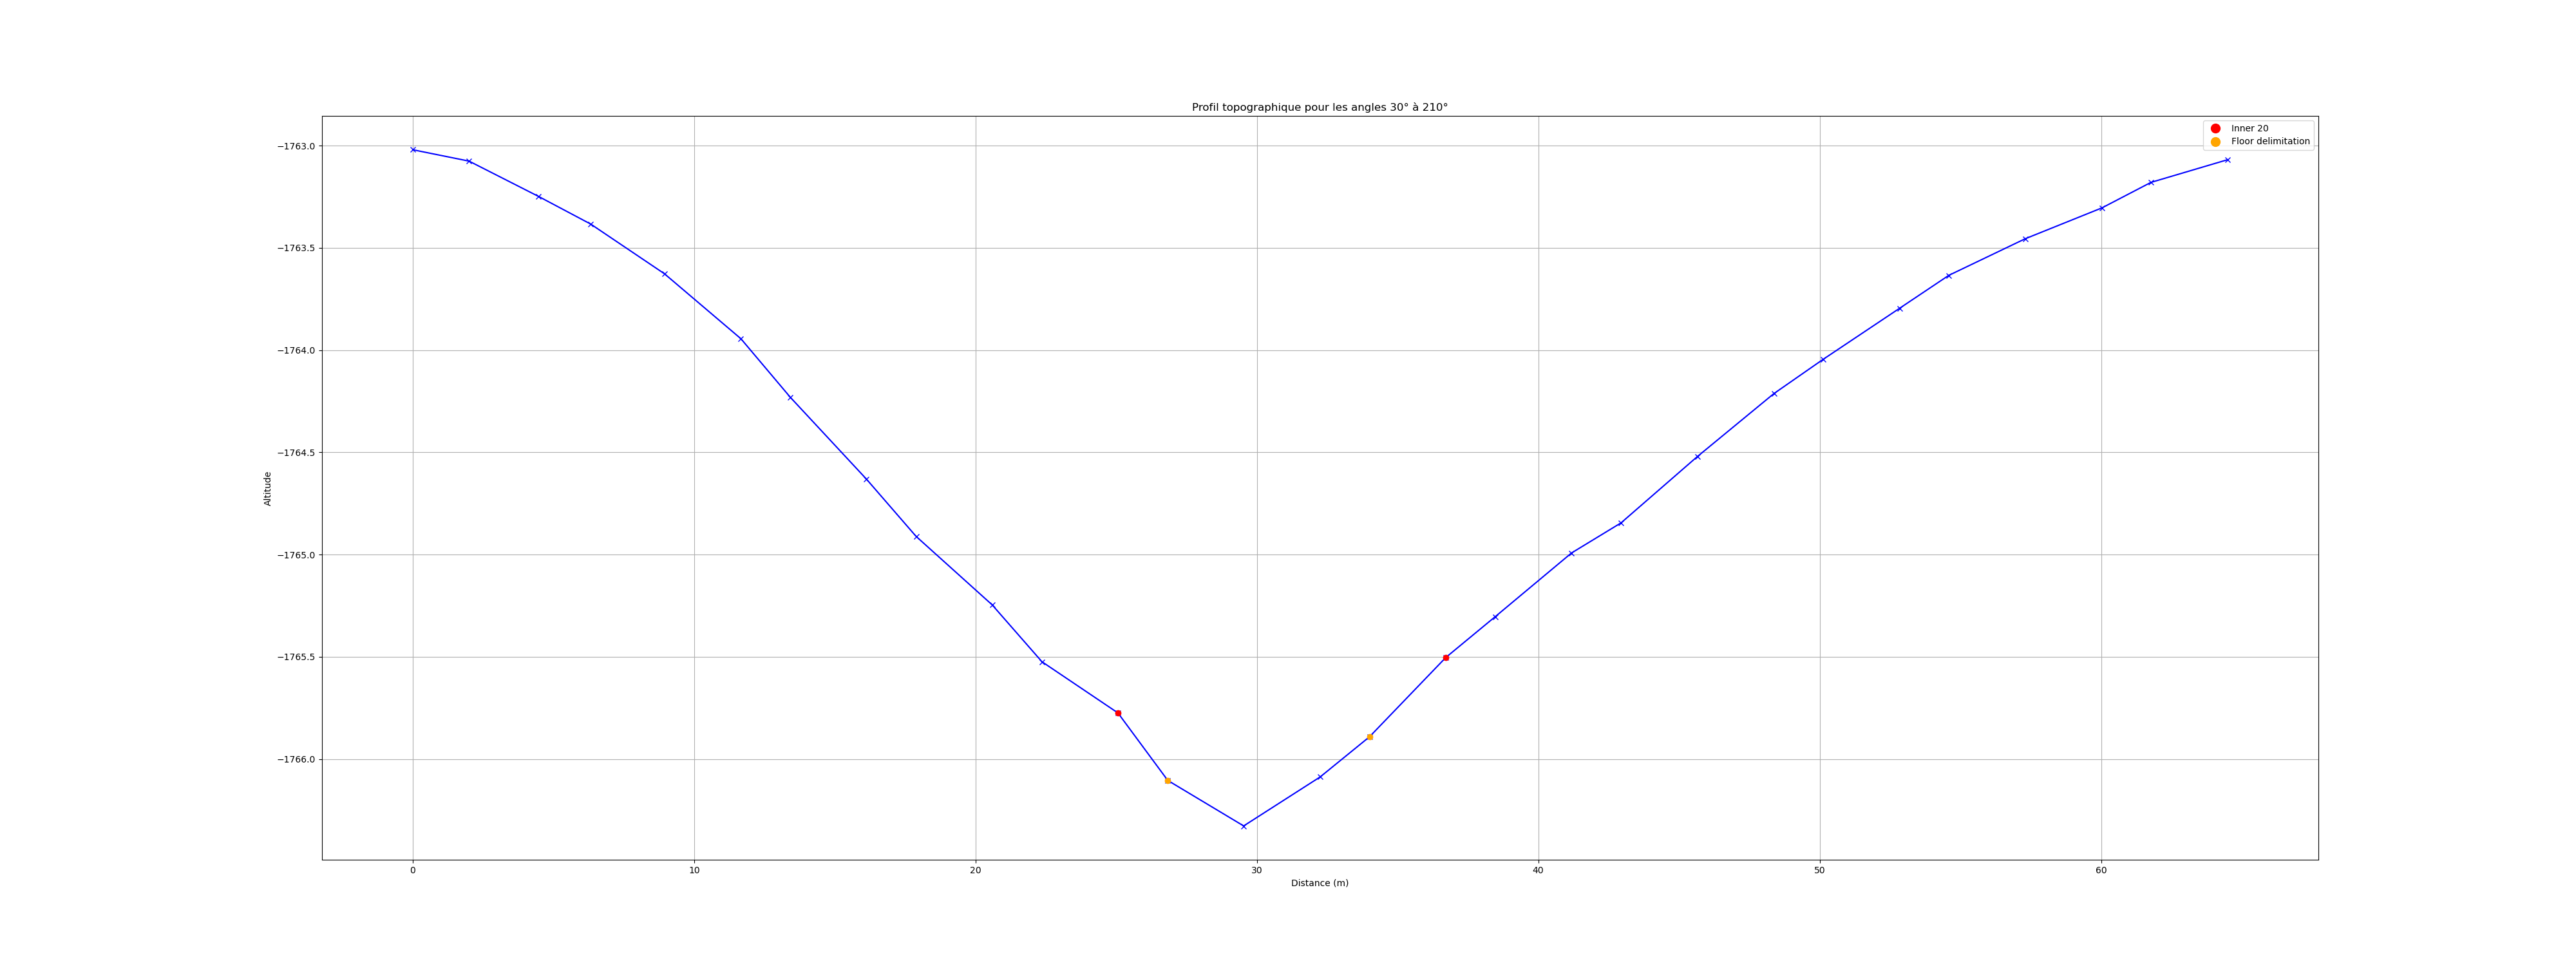 Profil topographique pour les angles 30° à 210°
Inner 20
Floor delimitation
−1763.0
−1763.5
−1764.0
−1764.5
−1765.0
−1765.5
−1766.0
Altitude
0 10 20 30 40 50 60
Distance (m)